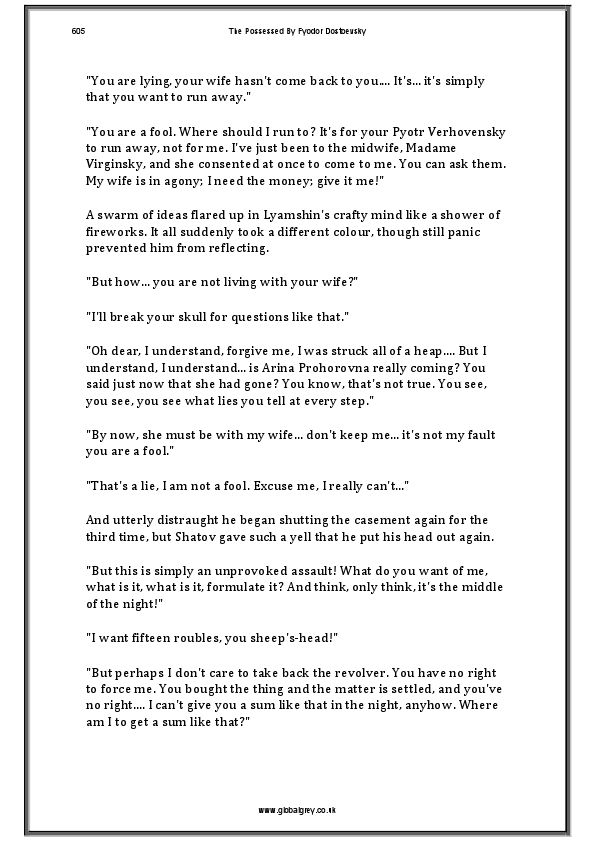 605 The Possessed By Fyodor Dostoevsky
"You are lying, your wife hasn't come back to you.... It's... it's simply
that you want to run away."
"You are a fool. Where should I run to? It's for your Pyotr Verhovensky
to run away, not for me. I've just been to the midwife, Madame
Virginsky, and she consented at once to come to me. You can ask them.
My wife is in agony; I need the money; give it me!"
A swarm of ideas flared up in Lyamshin's crafty mind like a shower of
fireworks. It all suddenly took a different colour, though still panic
prevented him from reflecting.
"But how... you are not living with your wife?"
"I'll break your skull for questions like that."
"Oh dear, I understand, forgive me, I was struck all of a heap.... But I
understand, I understand... is Arina Prohorovna really coming? You
said just now that she had gone? You know, that's not true. You see,
you see, you see what lies you tell at every step."
"By now, she must be with my wife... don't keep me... it's not my fault
you are a fool."
"That's a lie, I am not a fool. Excuse me, I really can't..."
And utterly distraught he began shutting the casement again for the
third time, but Shatov gave such a yell that he put his head out again.
"But this is simply an unprovoked assault! What do you want of me,
what is it, what is it, formulate it? And think, only think, it's the middle
of the night!"
"I want fifteen roubles, you sheep's-head!"
"But perhaps I don't care to take back the revolver. You have no right
to force me. You bought the thing and the matter is settled, and you've
no right.... I can't give you a sum like that in the night, anyhow. Where
am I to get a sum like that?"
www.globalgrey.co.uk